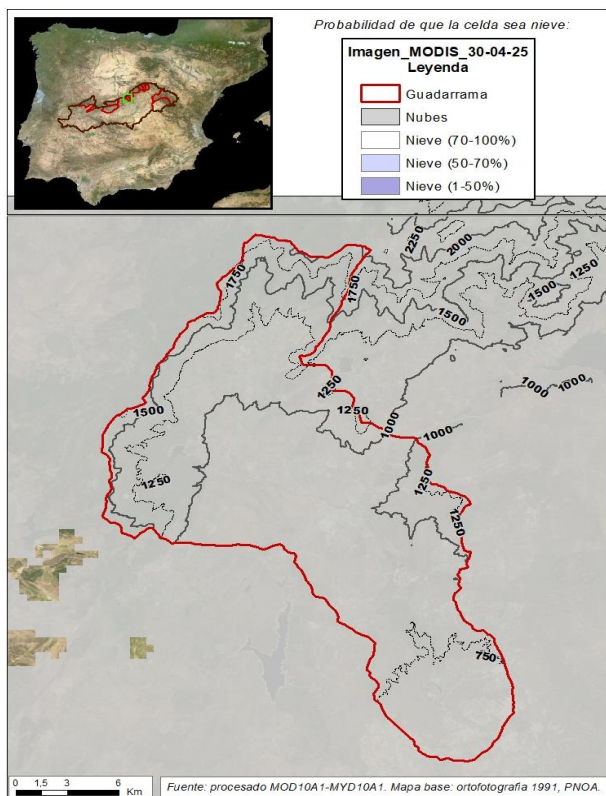 Probabilidad de que la celda sea nieve:
Imagen_MODIS_30-04-25
Leyenda
Guadarrama
Nubes
Nieve (70-100%)
Nieve (50-70%)
Nieve (1-50%)
2250
2000
1250
1500
1750
1750
1500
1250
1000
1000
1500
1250
1000
1000
1250
1250
1250
750
0 1,5 3 6
Km
Fuente: procesado MOD10A1-MYD10A1. Mapa base: ortofotografia 1991, PNOA.